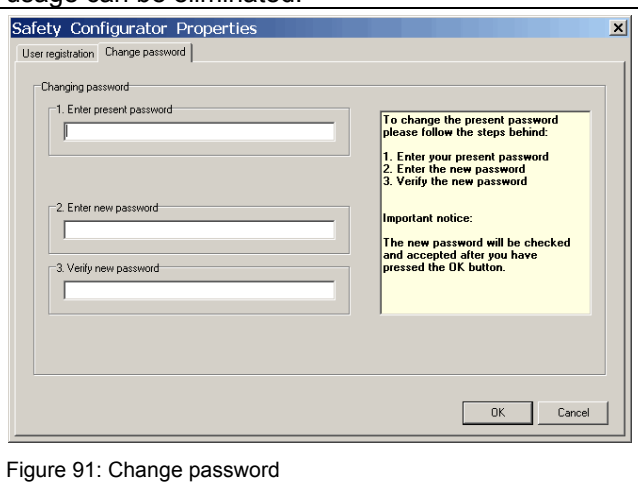 usage can be eliminated.
Safety Configurator Properties
User registration Change password
Changing password
1. Enter present password
To change the present password
please follow the steps behind:
1. Enter your present password
2. Enter the new password
3. Verify the new password
2. Enter new password
Important notice:
The new password will be checked
and accepted after you have
pressed the OK button.
3. Verify new password
OK Cancel
Figure 91: Change password